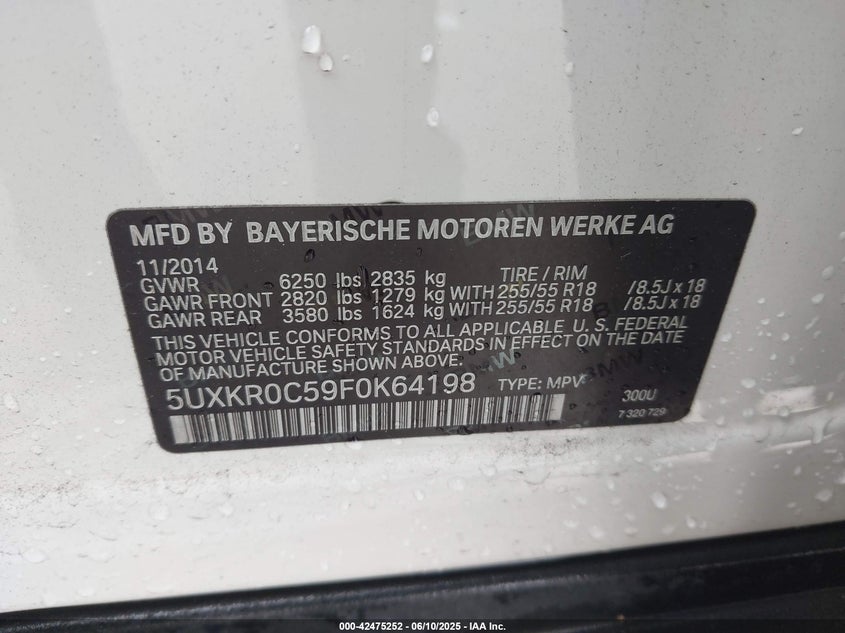 MFD BY BAYERISCHE MOTOREN WERKE AG
11/2014 TIRE / RIM
GVWR 6250 lbs 2835 kg
GAWR FRONT 2820 lbs 1279 kg WITH 255/55 R18 /8.5J x 18
GAWR REAR 3580 lbs 1624 kg WITH 255/55 R18 /8.5J x 18
THIS VEHICLE CONFORMS TO ALL APPLICABLE U. S. FEDERAL
MOTOR VEHICLE SAFETY STANDARDS IN EFFECT ON THE DATE
OF MANUFACTURE SHOWN ABOVE.
5UXKR0C59F0K64198 TYPE: MPV 300U
7 320 729
000-42475252 | 06/10/2025 - IAA Inc.